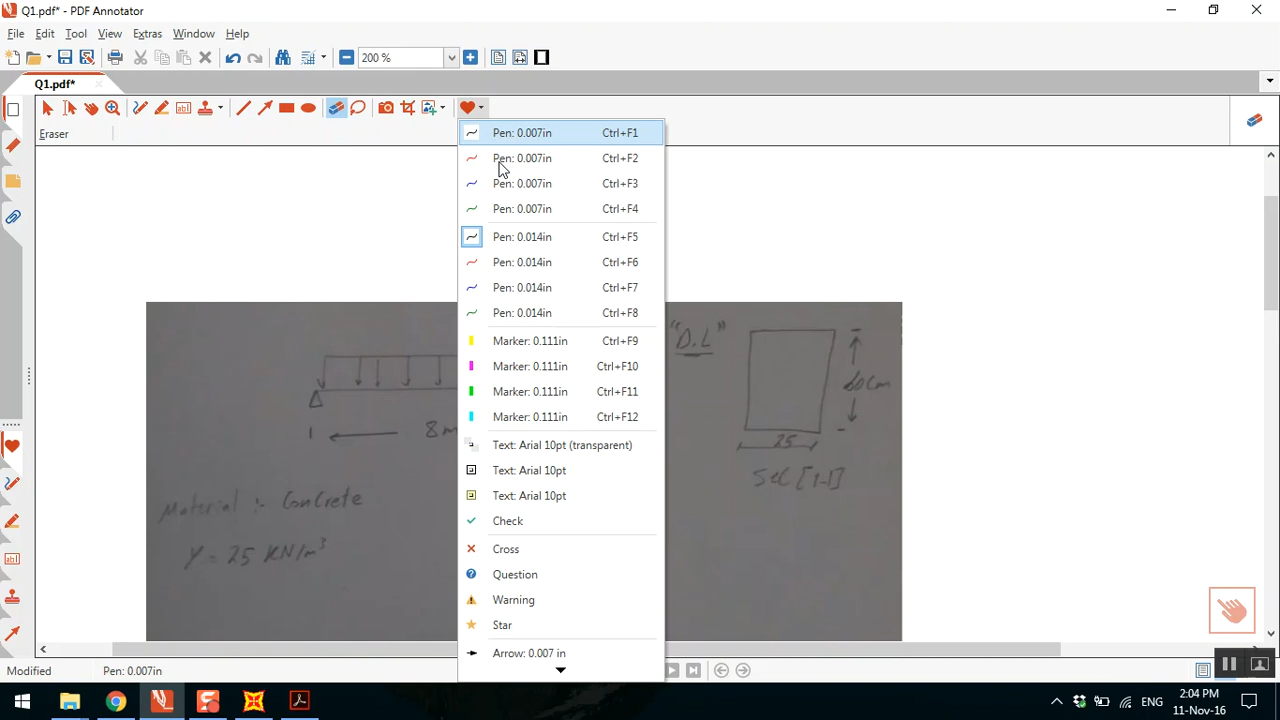 Q1.pdf* - PDF Annotator
File Edit Tool View Extras Window Help
200 %
Q1.pdf*
Eraser
Pen: 0.007in Ctrl+F1
Pen: 0.007in Ctrl+F2
Pen: 0.007in Ctrl+F3
Pen: 0.007in Ctrl+F4
Pen: 0.014in Ctrl+F5
Pen: 0.014in Ctrl+F6
Pen: 0.014in Ctrl+F7
Pen: 0.014in Ctrl+F8
Marker: 0.111in Ctrl+F9
Marker: 0.111in Ctrl+F10
Marker: 0.111in Ctrl+F11
Marker: 0.111in Ctrl+F12
Text: Arial 10pt (transparent)
Text: Arial 10pt
Text: Arial 10pt
Check
Cross
Question
Warning
Star
Arrow: 0.007 in
8m
Material :- Concrete
γ = 25 KN/m³
"D.L"
60cm
25
Sec [1-1]
Modified Pen: 0.007in
ENG
2:04 PM
11-Nov-16